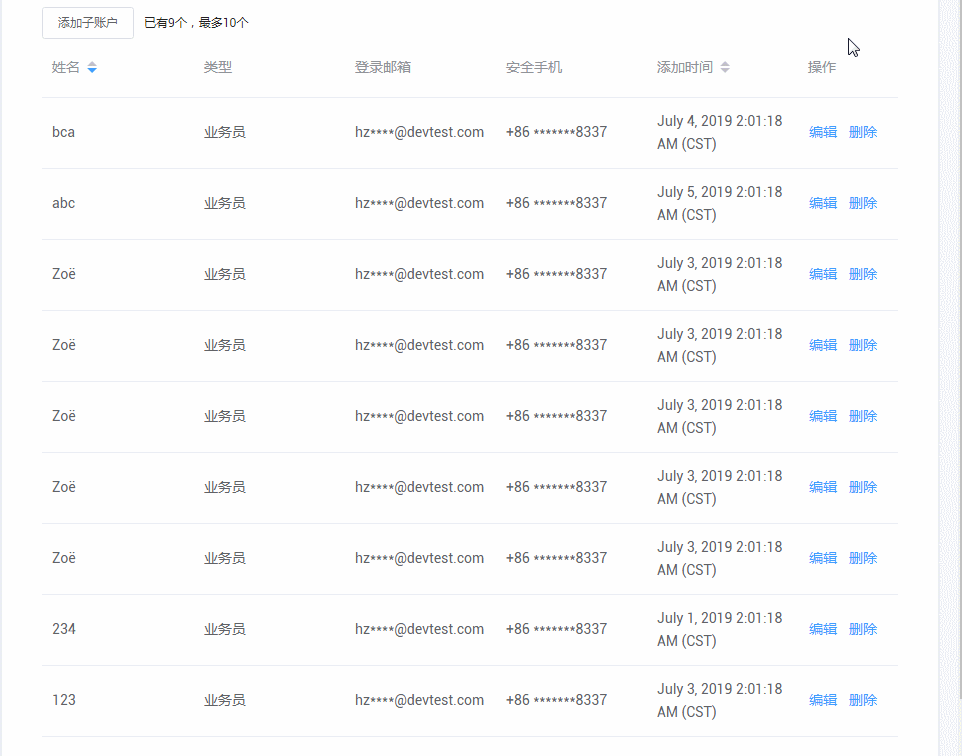 添加子账户 已有9个，最多10个
姓名 类型 登录邮箱 安全手机 添加时间 操作
bca 业务员 hz****@devtest.com +86 *******8337 July 4, 2019 2:01:18 编辑 删除
AM (CST)
abc 业务员 hz****@devtest.com +86 *******8337 July 5, 2019 2:01:18 编辑 删除
AM (CST)
Zoë 业务员 hz****@devtest.com +86 *******8337 July 3, 2019 2:01:18 编辑 删除
AM (CST)
Zoë 业务员 hz****@devtest.com +86 *******8337 July 3, 2019 2:01:18 编辑 删除
AM (CST)
Zoë 业务员 hz****@devtest.com +86 *******8337 July 3, 2019 2:01:18 编辑 删除
AM (CST)
Zoë 业务员 hz****@devtest.com +86 *******8337 July 3, 2019 2:01:18 编辑 删除
AM (CST)
Zoë 业务员 hz****@devtest.com +86 *******8337 July 3, 2019 2:01:18 编辑 删除
AM (CST)
234 业务员 hz****@devtest.com +86 *******8337 July 1, 2019 2:01:18 编辑 删除
AM (CST)
123 业务员 hz****@devtest.com +86 *******8337 July 3, 2019 2:01:18 编辑 删除
AM (CST)